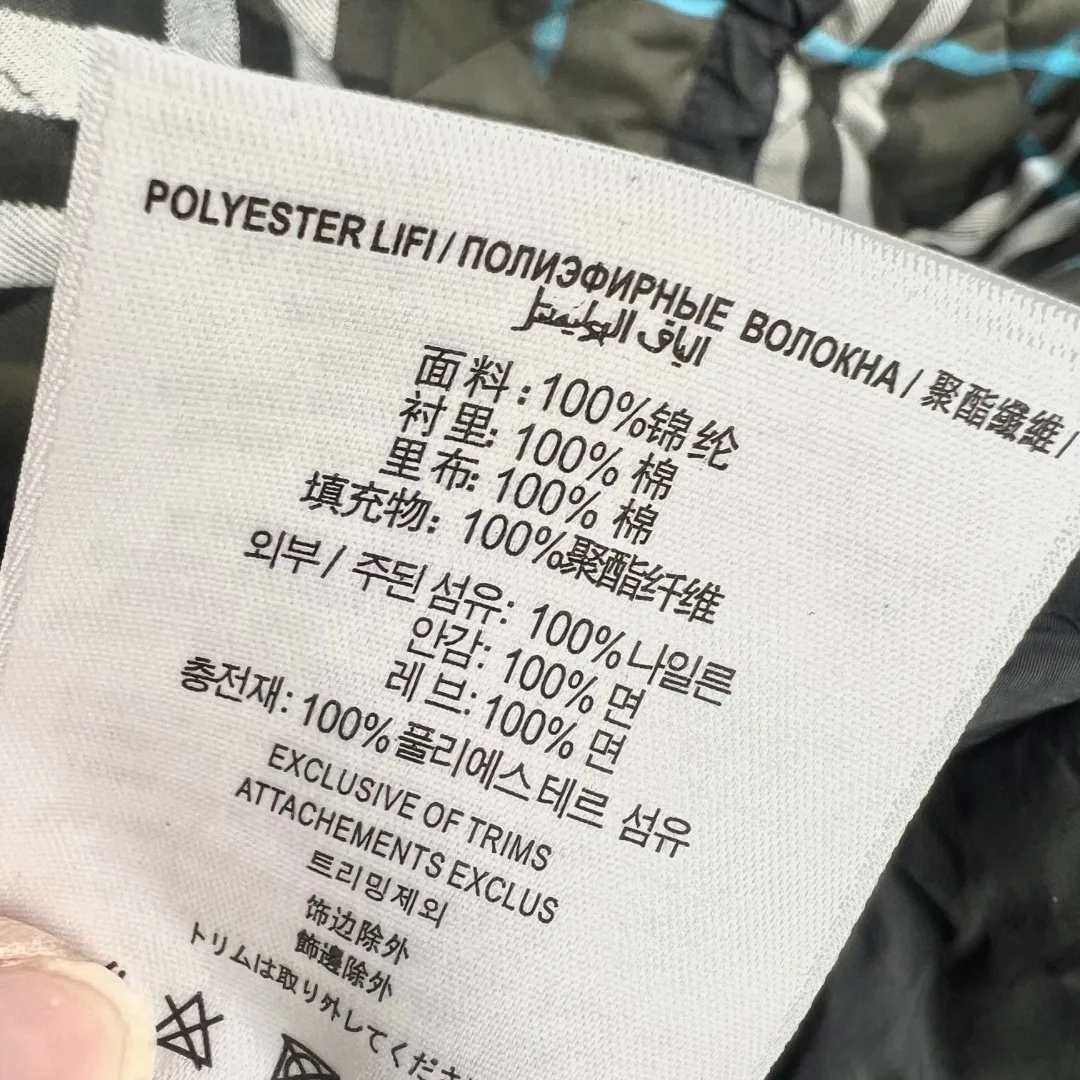 POLYESTER LIFI / ПОЛИЭФИРНЫЕ ВОЛОКНА / 聚酯纖維 /
الياف البوليستر
面料：100%锦纶
衬里: 100% 棉
里布: 100% 棉
填充物: 100%聚酯纤维
외부 / 주된 섬유: 100%나일론
안감: 100% 면
레브: 100% 면
충전재: 100%폴리에스테르 섬유
EXCLUSIVE OF TRIMS
ATTACHEMENTS EXCLUS
트리밍제외
饰边除外
飾邊除外
トリムは取り外してくださ